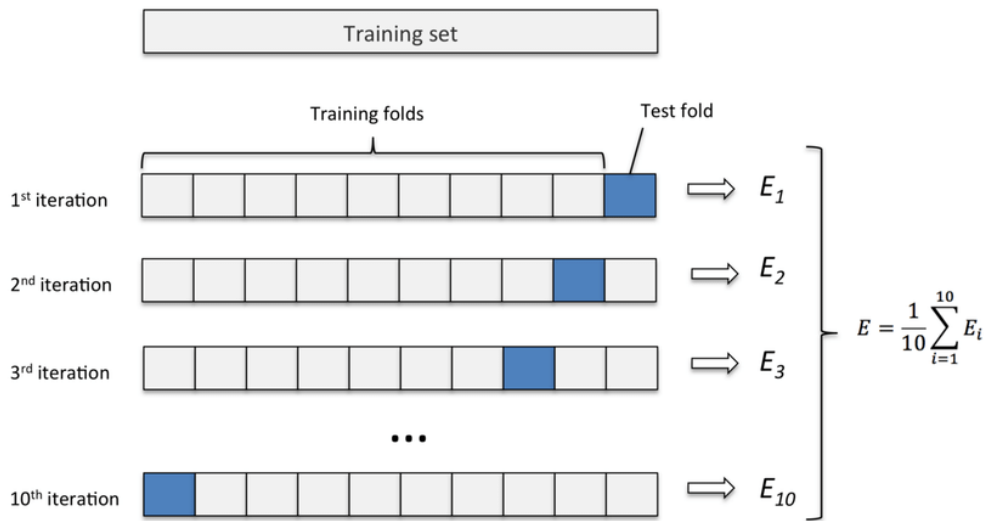 Training set
Training folds
Test fold
1st iteration
E1
2nd iteration
E2
3rd iteration
E3
E = 1/10 ∑ i=1 10 Ei
...
10th iteration
E10